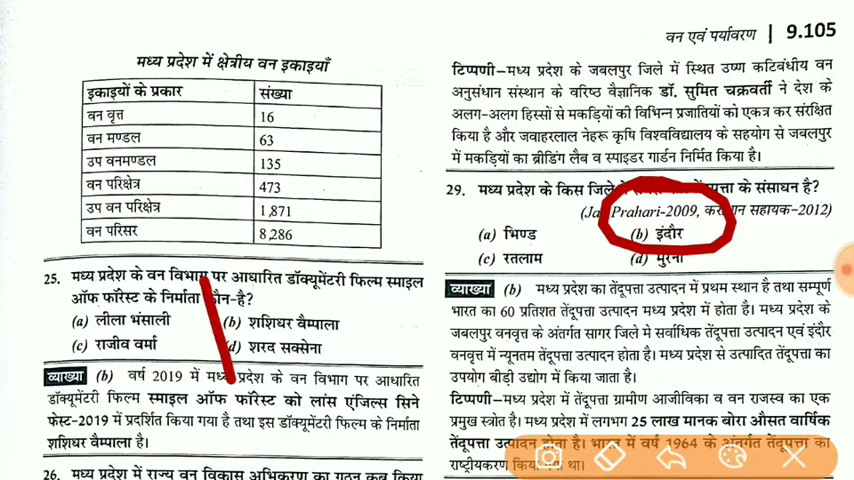 वन एवं पर्यावरण | 9.105
मध्य प्रदेश में क्षेत्रीय वन इकाइयाँ
इकाइयों के प्रकार संख्या
वन वृत्त 16
वन मण्डल 63
उप वनमण्डल 135
वन परिक्षेत्र 473
उप वन परिक्षेत्र 1,871
वन परिसर 8,286
25. मध्य प्रदेश के वन विभाग पर आधारित डॉक्यूमेंटरी फिल्म स्माइल
ऑफ फॉरेस्ट के निर्माता कौन-है?
(a) लीला भंसाली (b) शशिधर वैम्पाला
(c) राजीव वर्मा (d) शरद सक्सेना
व्याख्या (b) वर्ष 2019 में मध्य प्रदेश के वन विभाग पर आधारित
डॉक्यूमेंटरी फिल्म स्माइल ऑफ फॉरेस्ट को लांस एंजिल्स सिने
फेस्ट-2019 में प्रदर्शित किया गया है तथा इस डॉक्यूमेंटरी फिल्म के निर्माता
शशिधर वैम्पाला है।
26. मध्य प्रदेश में राज्य वन विकास अभिकरण का गठन कब किया
टिप्पणी–मध्य प्रदेश के जबलपुर जिले में स्थित उष्ण कटिवंधीय वन
अनुसंधान संस्थान के वरिष्ठ वैज्ञानिक डॉ. सुमित चक्रवर्ती ने देश के
अलग-अलग हिस्सों से मकड़ियों की विभिन्न प्रजातियों को एकत्र कर संरक्षित
किया है और जवाहरलाल नेहरू कृषि विश्वविद्यालय के सहयोग से जबलपुर
में मकड़ियों का ब्रीडिंग लैब व स्पाइडर गार्डन निर्मित किया है।
29. मध्य प्रदेश के किस जिले के संसाधन है?
Prahari-2009, सहायक-2012)
(a) भिण्ड (b) इंदौर
(c) रतलाम (d) मुरैना
व्याख्या (b) मध्य प्रदेश का तेंदूपत्ता उत्पादन में प्रथम स्थान है तथा सम्पूर्ण
भारत का 60 प्रतिशत तेंदूपत्ता उत्पादन मध्य प्रदेश में होता है। मध्य प्रदेश के
जबलपुर वनवृत्त के अंतर्गत सागर जिले मे सर्वाधिक तेंदूपत्ता उत्पादन एवं इंदौर
वनवृत्त में न्यूनतम तेंदूपत्ता उत्पादन होता है। मध्य प्रदेश से उत्पादित तेंदूपत्ता का
उपयोग बीड़ी उद्योग में किया जाता है।
टिप्पणी–मध्य प्रदेश में तेंदूपत्ता ग्रामीण आजीविका व वन राजस्व का एक
प्रमुख स्त्रोत है। मध्य प्रदेश में लगभग 25 लाख मानक बोरा औसत वार्षिक
तेंदूपत्ता उत्पादन होता है। भारत में वर्ष 1964 के अंतर्गत तेंदूपत्ता का
राष्ट्रीयकरण किया गया था।